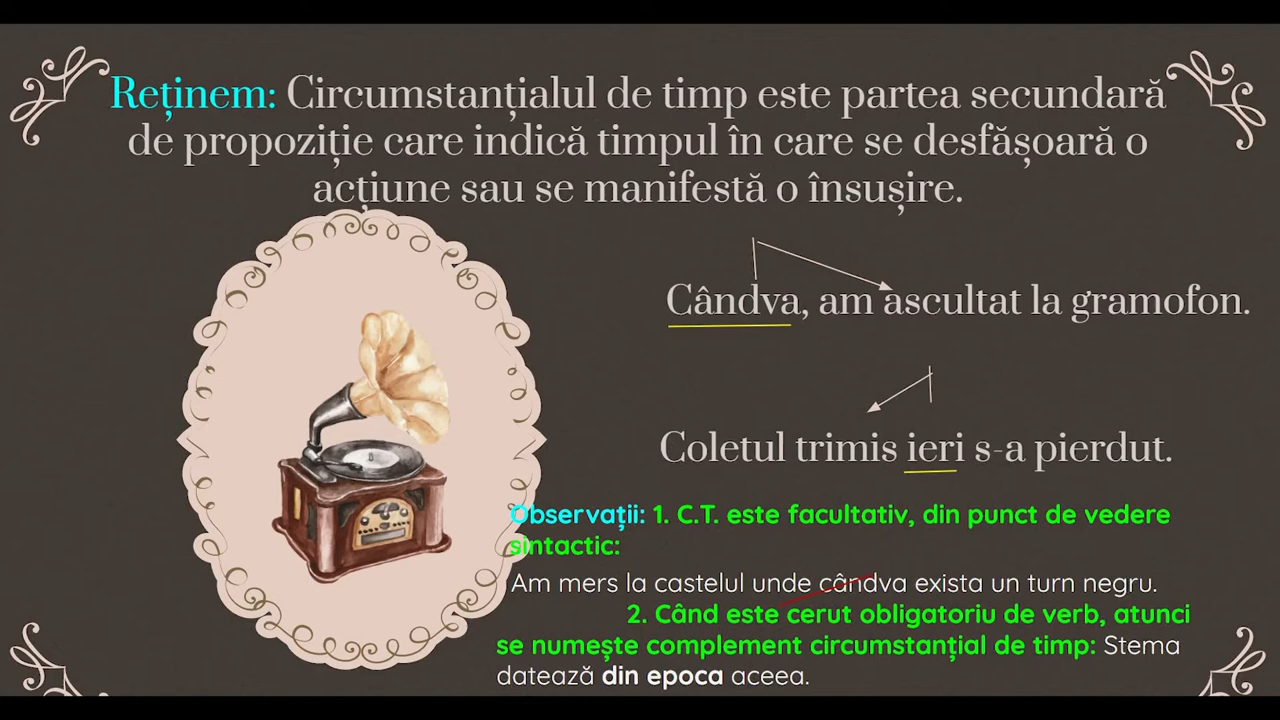 Reținem: Circumstanțialul de timp este partea secundară
de propoziție care indică timpul în care se desfășoară o
acțiune sau se manifestă o însușire.
Cândva, am ascultat la gramofon.
Coletul trimis ieri s-a pierdut.
Observații: 1. C.T. este facultativ, din punct de vedere
sintactic:
Am mers la castelul unde cândva exista un turn negru.
2. Când este cerut obligatoriu de verb, atunci
se numește complement circumstanțial de timp: Stema
datează din epoca aceea.